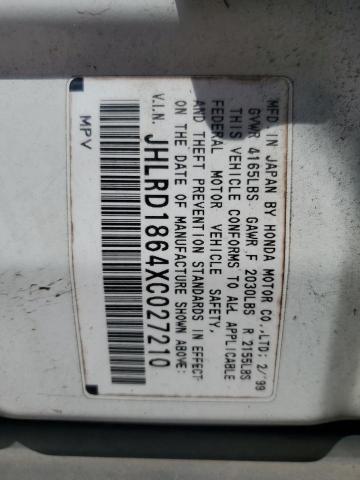 MFD IN JAPAN BY HONDA MOTOR CO.,LTD: 2/'99
GVWR 4165LBS GAWR F 2030LBS R 2155LBS
THIS VEHICLE CONFORMS TO ALL APPLICABLE
FEDERAL MOTOR VEHICLE SAFETY,
AND THEFT PREVENTION STANDARDS IN EFFECT
ON THE DATE OF MANUFACTURE SHOWN ABOVE:
V.I.N. JHLRD1864XC027210
MPV